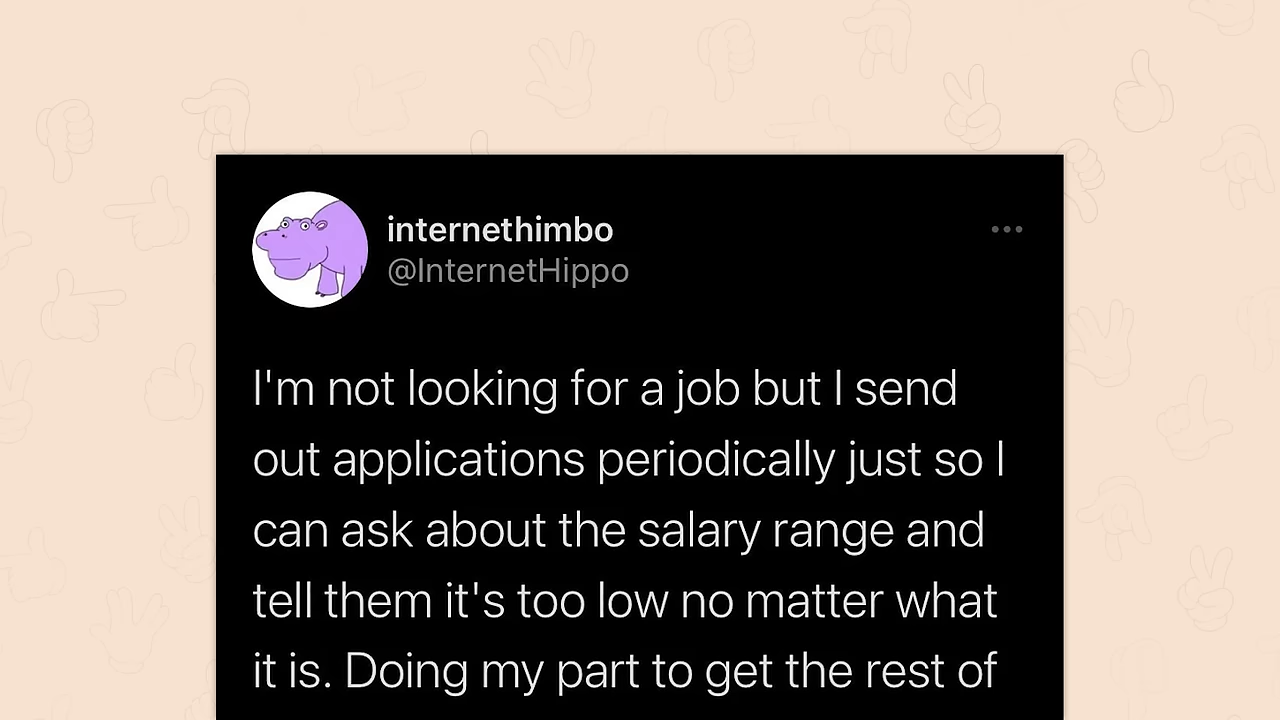 internethimbo
@InternetHippo
I'm not looking for a job but I send
out applications periodically just so I
can ask about the salary range and
tell them it's too low no matter what
it is. Doing my part to get the rest of